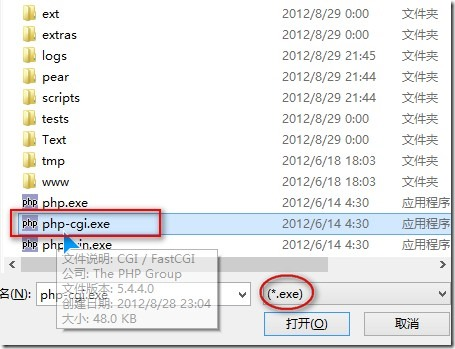 ext 2012/8/29 0:00 文件夹
extras 2012/8/29 0:00 文件夹
logs 2012/8/29 21:45 文件夹
pear 2012/8/29 21:44 文件夹
scripts 2012/8/29 21:44 文件夹
tests 2012/8/29 0:00 文件夹
Text 2012/8/29 0:00 文件夹
tmp 2012/6/18 18:03 文件夹
www 2012/6/18 18:03 文件夹
php php.exe 2012/6/14 4:30 应用程序
php php-cgi.exe 2012/6/14 4:30 应用程序
php 2012/6/14 4:30 应用程序
文件说明: CGI / FastCGI
公司: The PHP Group
文件版本: 5.4.4.0
创建日期: 2012/8/28 23:04
大小: 48.0 KB
名(N): php-cgi.exe (*.exe)
打开(O) 取消